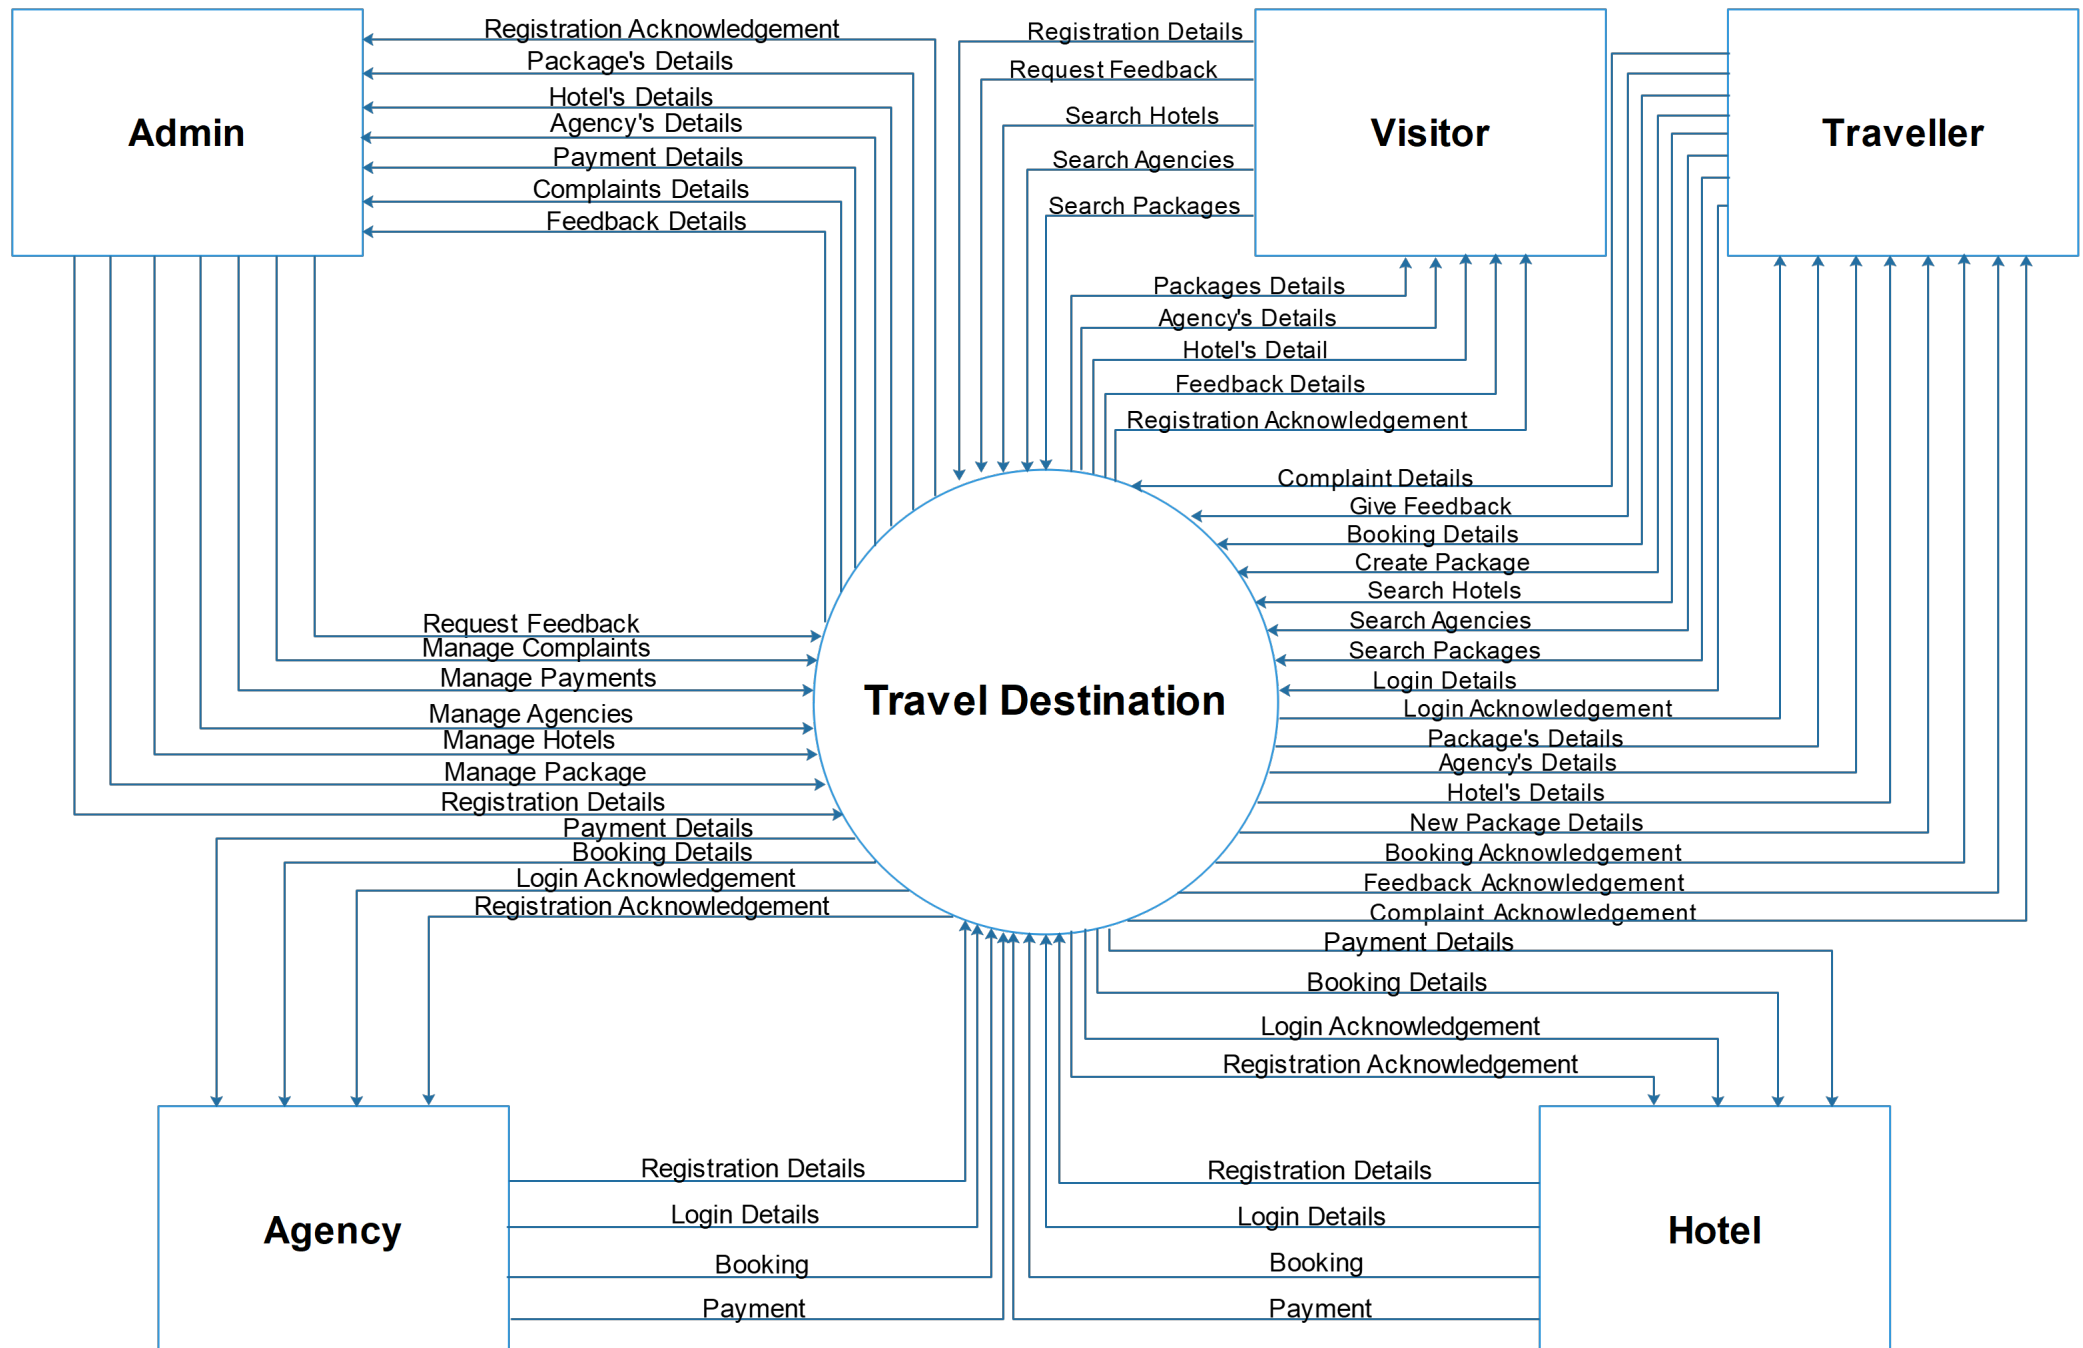 Admin
Registration Acknowledgement
Package's Details
Hotel's Details
Agency's Details
Payment Details
Complaints Details
Feedback Details
Visitor
Registration Details
Request Feedback
Search Hotels
Search Agencies
Search Packages
Packages Details
Agency's Details
Hotel's Detail
Feedback Details
Registration Acknowledgement
Traveller
Complaint Details
Give Feedback
Booking Details
Create Package
Search Hotels
Search Agencies
Search Packages
Login Details
Login Acknowledgement
Package's Details
Agency's Details
Hotel's Details
New Package Details
Booking Acknowledgement
Feedback Acknowledgement
Complaint Acknowledgement
Travel Destination
Request Feedback
Manage Complaints
Manage Payments
Manage Agencies
Manage Hotels
Manage Package
Registration Details
Payment Details
Booking Details
Login Acknowledgement
Registration Acknowledgement
Payment Details
Booking Details
Login Acknowledgement
Registration Acknowledgement
Agency
Registration Details
Login Details
Booking
Payment
Registration Details
Login Details
Booking
Payment
Hotel